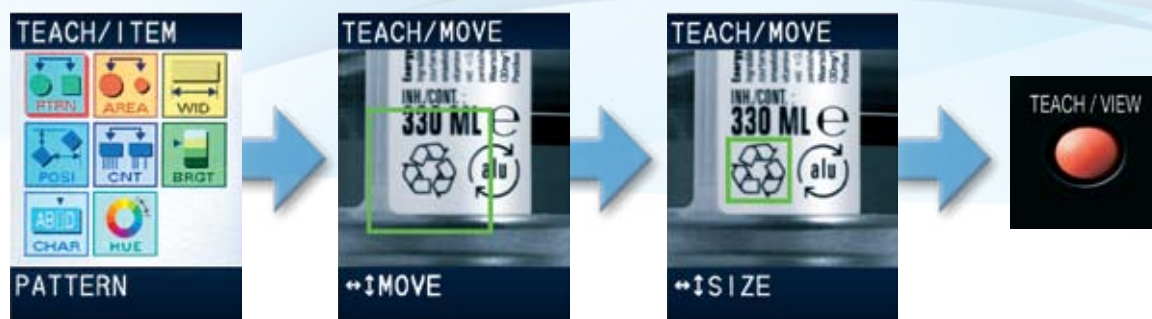 TEACH/ITEM
PTRN
AREA
WID
POSI
CNT
BRGT
CHAR
HUE
PATTERN
TEACH/MOVE
INH./CONT.:
330 ML e
alu
↔↕MOVE
TEACH/MOVE
INH./CONT.:
330 ML e
alu
↔↕SIZE
TEACH / VIEW